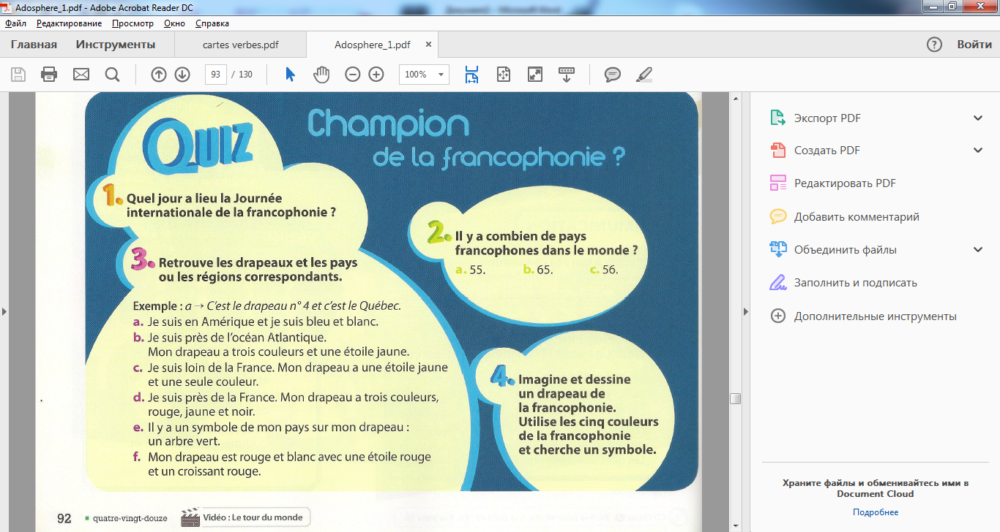 Adosphere_1.pdf - Adobe Acrobat Reader DC
Файл Редактирование Просмотр Окно Справка
Главная Инструменты cartes verbes.pdf Adosphere_1.pdf × ? Войти
93 / 130 100%
QUIZ
Champion
de la francophonie ?
1. Quel jour a lieu la Journée
internationale de la francophonie ?
2. Il y a combien de pays
francophones dans le monde ?
a. 55. b. 65. c. 56.
3. Retrouve les drapeaux et les pays
ou les régions correspondants.
Exemple : a → C'est le drapeau n° 4 et c'est le Québec.
a. Je suis en Amérique et je suis bleu et blanc.
b. Je suis près de l'océan Atlantique.
Mon drapeau a trois couleurs et une étoile jaune.
c. Je suis loin de la France. Mon drapeau a une étoile jaune
et une seule couleur.
d. Je suis près de la France. Mon drapeau a trois couleurs,
rouge, jaune et noir.
e. Il y a un symbole de mon pays sur mon drapeau :
un arbre vert.
f. Mon drapeau est rouge et blanc avec une étoile rouge
et un croissant rouge.
4. Imagine et dessine
un drapeau de
la francophonie.
Utilise les cinq couleurs
de la francophonie
et cherche un symbole.
92 ▪ quatre-vingt-douze Vidéo : Le tour du monde
Экспорт PDF
Создать PDF
Редактировать PDF
Добавить комментарий
Объединить файлы
Заполнить и подписать
Дополнительные инструменты
Храните файлы и обменивайтесь ими в
Document Cloud
Подробнее